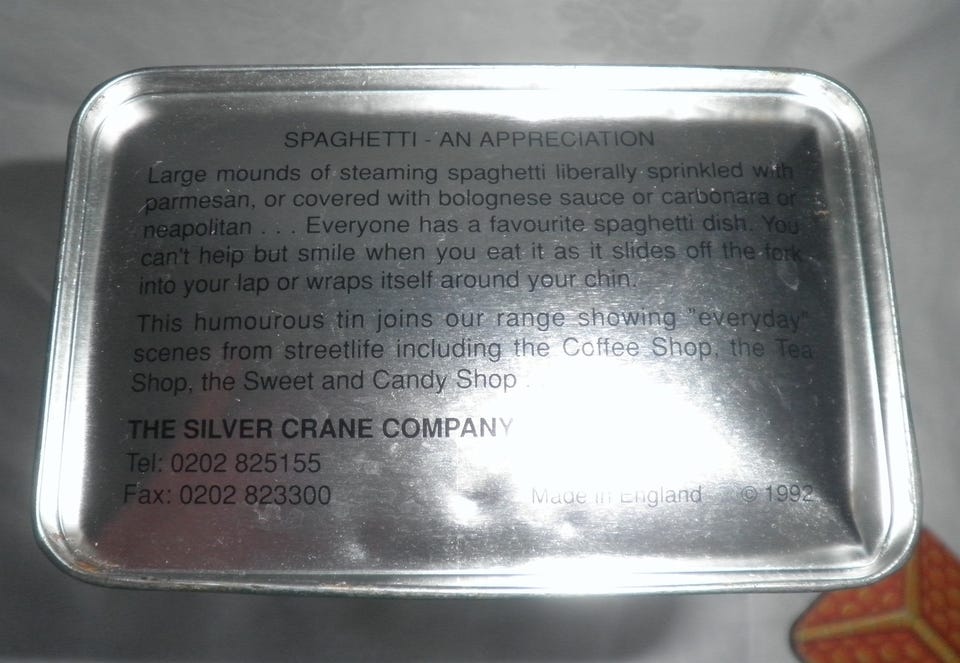 SPAGHETTI - AN APPRECIATION
Large mounds of steaming spaghetti liberally sprinkled with
parmesan, or covered with bolognese sauce or carbonara or
neapolitan . . . Everyone has a favourite spaghetti dish. You
can't help but smile when you eat it as it slides off the fork
into your lap or wraps itself around your chin.
This humourous tin joins our range showing "everyday"
scenes from streetlife including the Coffee Shop, the Tea
Shop, the Sweet and Candy Shop .
THE SILVER CRANE COMPANY
Tel: 0202 825155
Fax: 0202 823300 Made in England © 1992